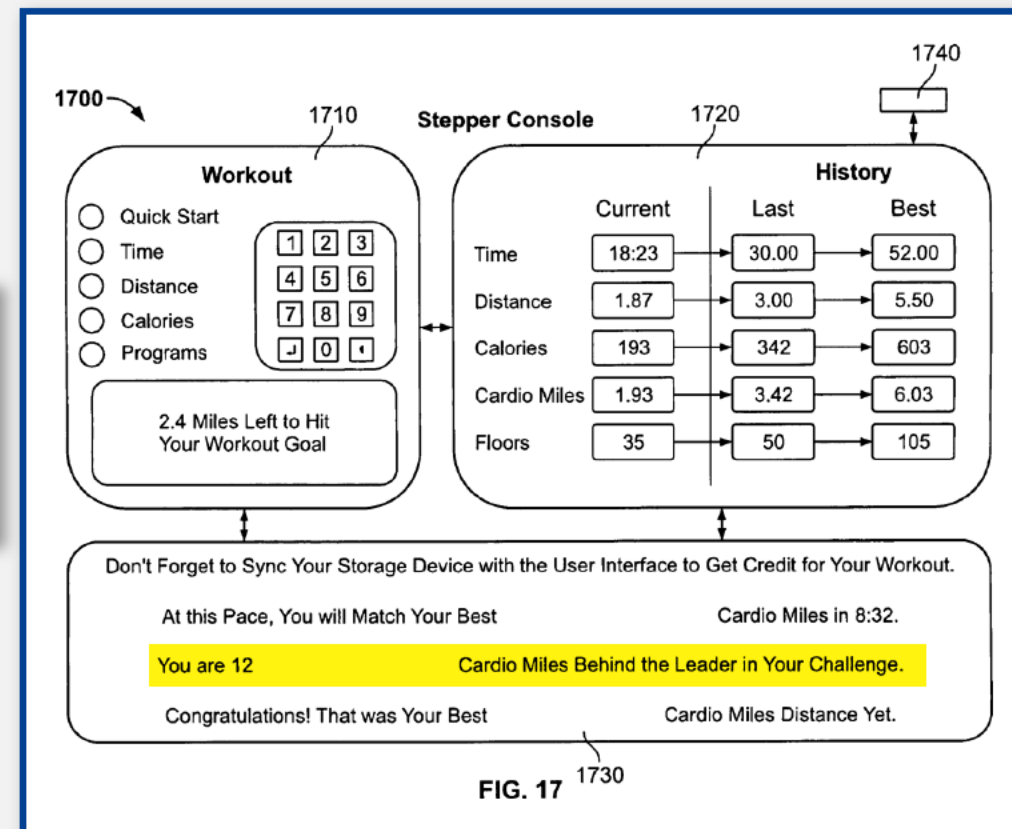 1740
1700
1710
Stepper Console
1720
Workout
Quick Start
Time
Distance
Calories
Programs
1 2 3
4 5 6
7 8 9
↵ 0
2.4 Miles Left to Hit
Your Workout Goal
History
Current Last Best
Time 18:23 30.00 52.00
Distance 1.87 3.00 5.50
Calories 193 342 603
Cardio Miles 1.93 3.42 6.03
Floors 35 50 105
Don't Forget to Sync Your Storage Device with the User Interface to Get Credit for Your Workout.
At this Pace, You will Match Your Best Cardio Miles in 8:32.
You are 12 Cardio Miles Behind the Leader in Your Challenge.
Congratulations! That was Your Best Cardio Miles Distance Yet.
1730
FIG. 17